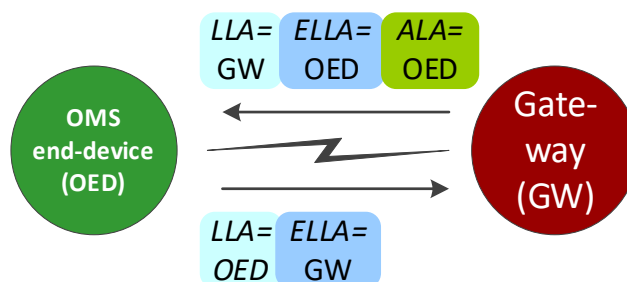 LLA= ELLA= ALA=
GW OED OED
OMS
end-device
(OED)
Gate-
way
(GW)
LLA= ELLA=
OED GW